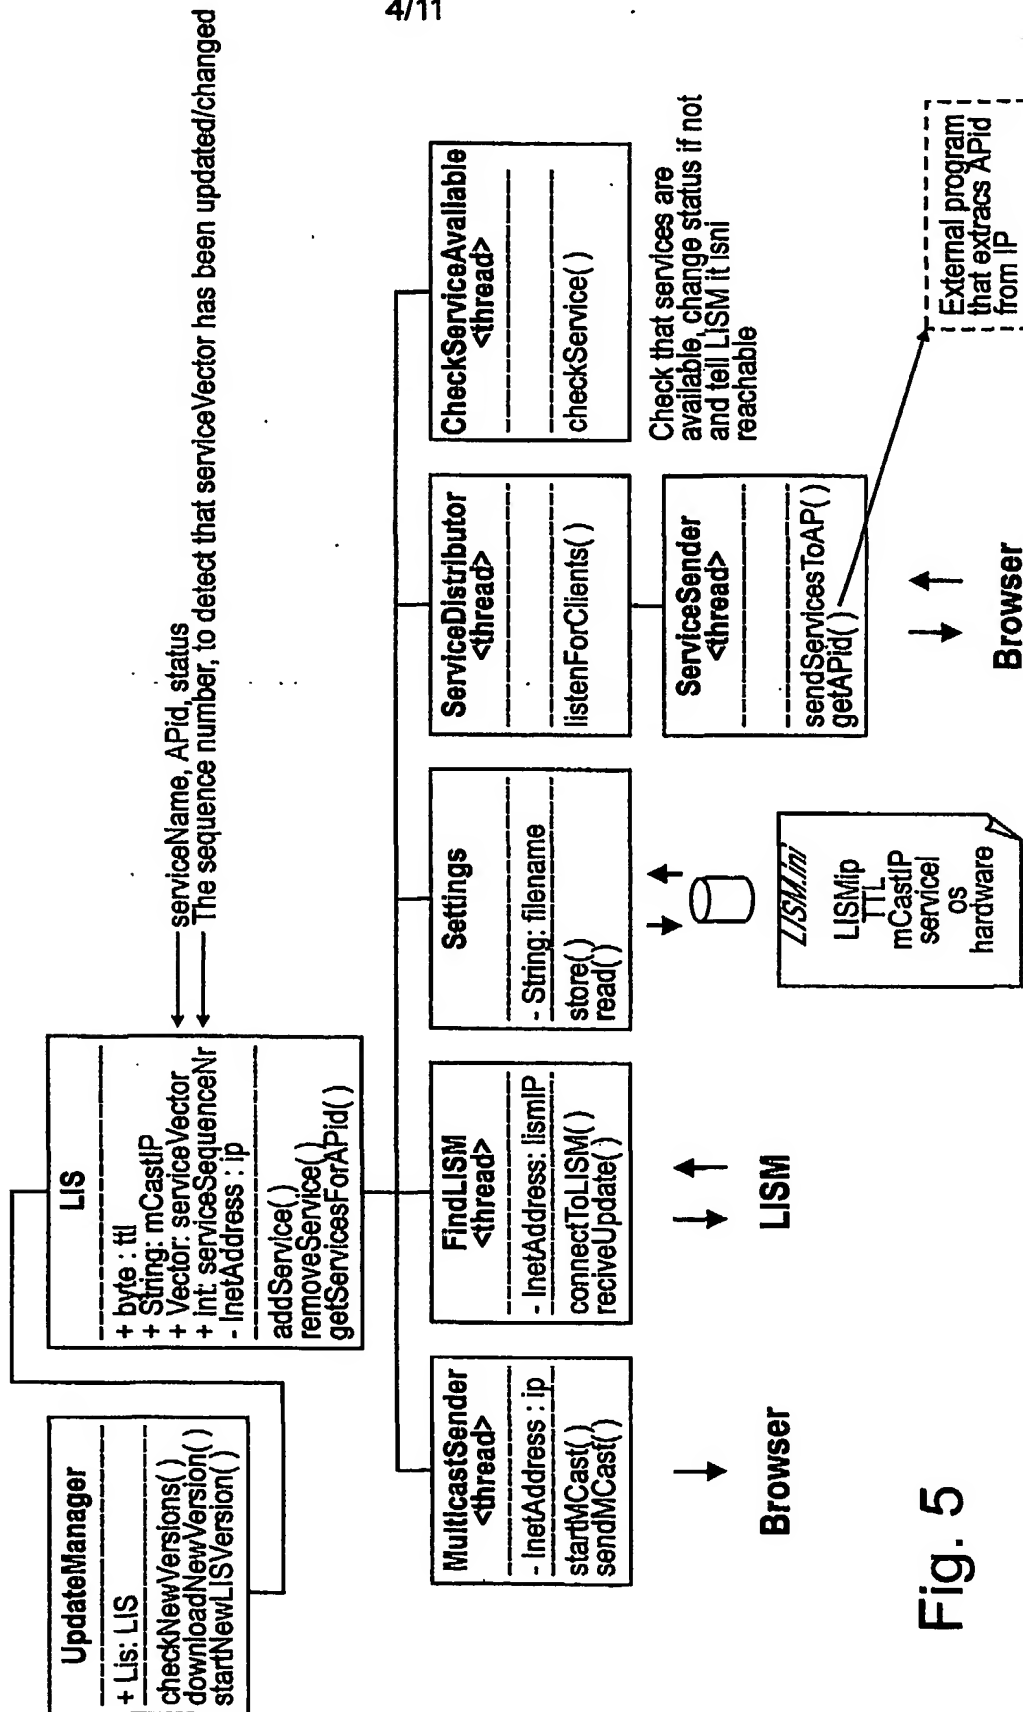 4/11
UpdateManager
+ Lis: LIS
checkNewVersions()
downloadNewVersion()
startNewLISVersion()
LIS
+ byte : ttl
+ String: mCastIP
+ Vector: serviceVector
+ int: serviceSequenceNr
- InetAddress : ip
addService()
removeService()
getServicesForAPid()
serviceName, APid, status
The sequence number, to detect that serviceVector has been updated/changed
MulticastSender
<thread>
- InetAddress : ip
startMCast()
sendMCast()
Browser
FindLISM
<thread>
- InetAddress: lismIP
connectToLISM()
reciveUpdate()
LISM
Settings
- String: filename
store()
read()
LISM.ini
LISMip
TTL
mCastIP
serviceI
os
hardware
ServiceDistributor
<thread>
listenForClients()
ServiceSender
<thread>
sendServicesToAP()
getAPid()
Browser
CheckServiceAvailable
<thread>
checkService()
Check that services are
available, change status if not
and tell LISM it isni
reachable
External program
that extracs APid
from IP
Fig. 5